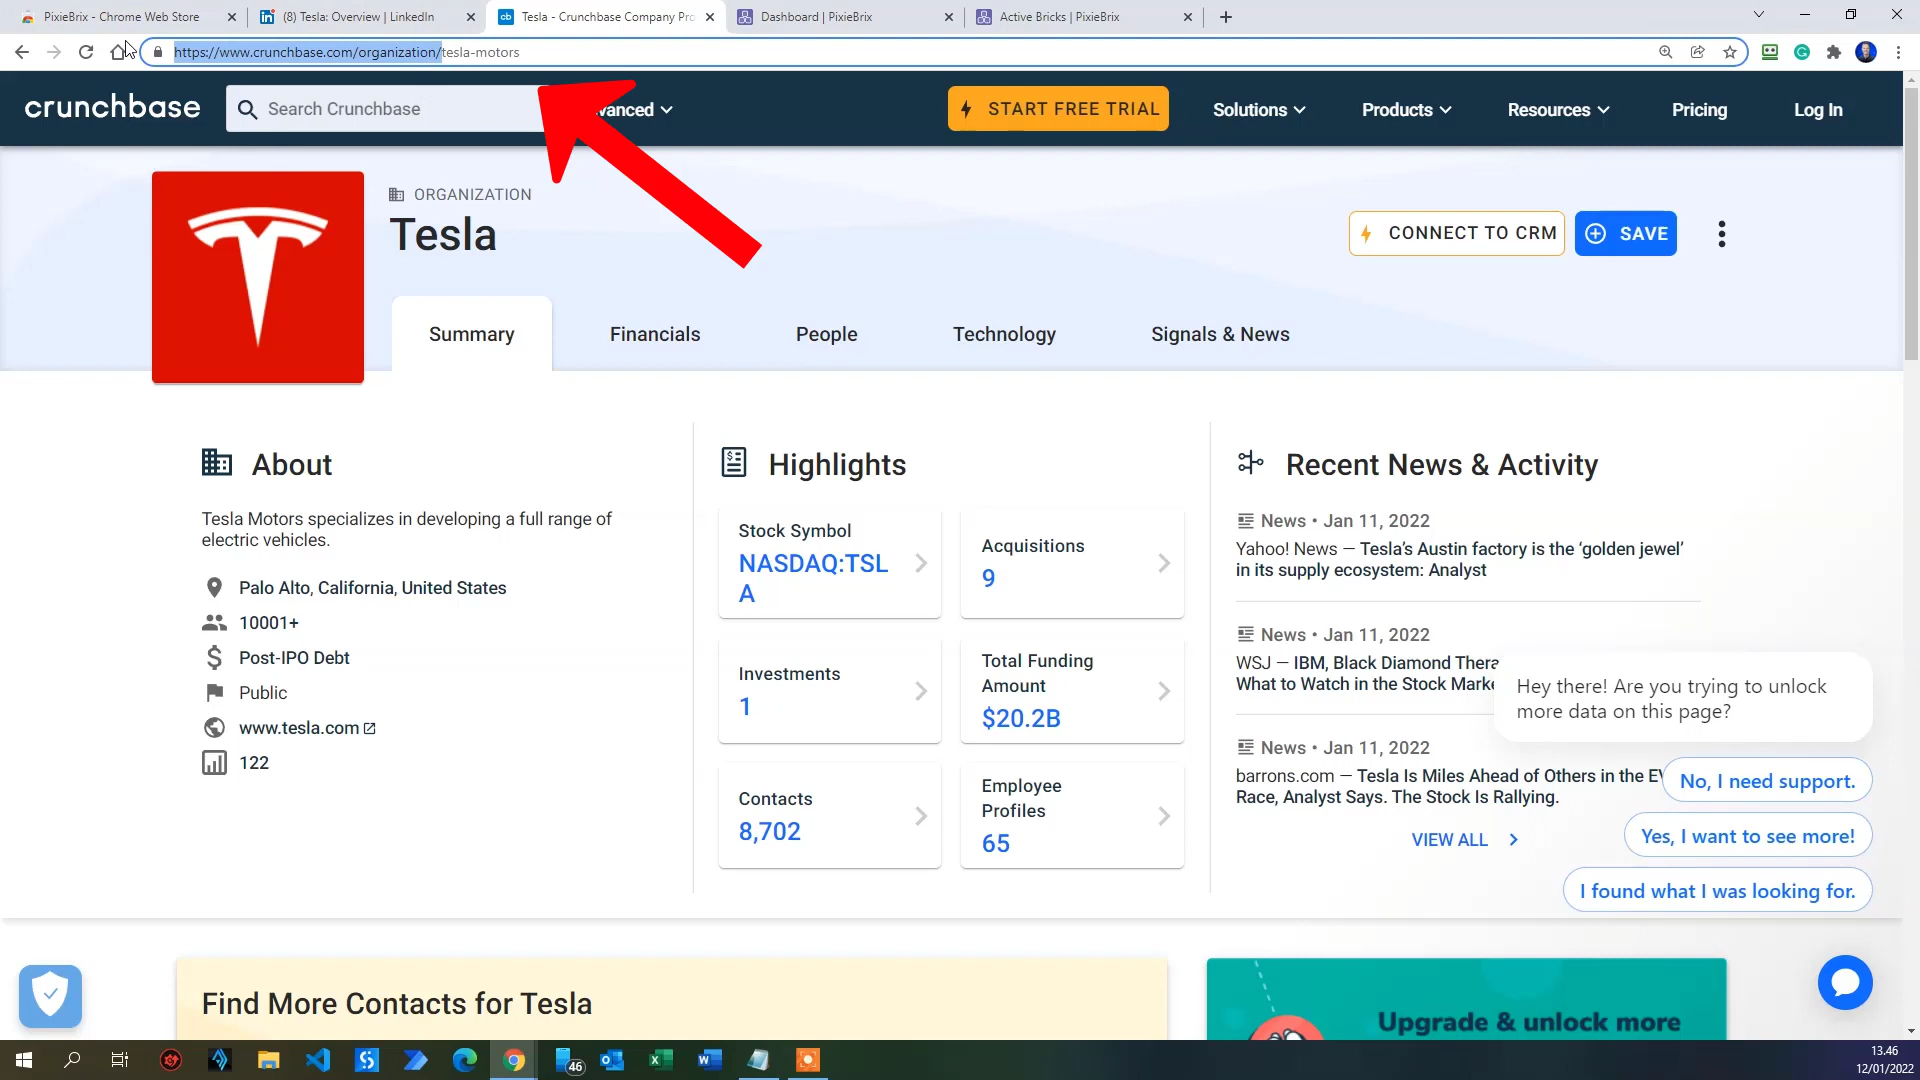 PixieBrix - Chrome Web Store
(8) Tesla: Overview | LinkedIn
Tesla - Crunchbase Company Pro
Dashboard | PixieBrix
Active Bricks | PixieBrix
https://www.crunchbase.com/organization/tesla-motors
crunchbase
Search Crunchbase
vanced
START FREE TRIAL
Solutions
Products
Resources
Pricing
Log In
ORGANIZATION
Tesla
CONNECT TO CRM
SAVE
Summary
Financials
People
Technology
Signals & News
About
Tesla Motors specializes in developing a full range of
electric vehicles.
Palo Alto, California, United States
10001+
Post-IPO Debt
Public
www.tesla.com
122
Highlights
Stock Symbol
NASDAQ:TSL
A
Acquisitions
9
Investments
1
Total Funding
Amount
$20.2B
Contacts
8,702
Employee
Profiles
65
Recent News & Activity
News • Jan 11, 2022
Yahoo! News — Tesla’s Austin factory is the ‘golden jewel’
in its supply ecosystem: Analyst
News • Jan 11, 2022
WSJ — IBM, Black Diamond Thera
What to Watch in the Stock Marke
News • Jan 11, 2022
barrons.com — Tesla Is Miles Ahead of Others in the EV
Race, Analyst Says. The Stock Is Rallying.
VIEW ALL
Hey there! Are you trying to unlock
more data on this page?
No, I need support.
Yes, I want to see more!
I found what I was looking for.
Find More Contacts for Tesla
Upgrade & unlock more
46
13.46
12/01/2022